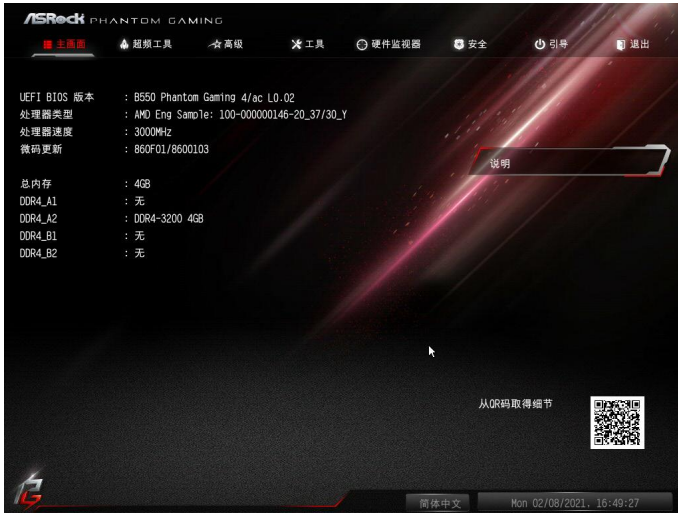 ASRock PHANTOM GAMING
主画面 超频工具 高级 工具 硬件监视器 安全 引导 退出
UEFI BIOS 版本 : B550 Phantom Gaming 4/ac L0.02
处理器类型 : AMD Eng Sample: 100-000000146-20_37/30_Y
处理器速度 : 3000MHz
微码更新 : 860F01/8600103
说明
总内存 : 4GB
DDR4_A1 : 无
DDR4_A2 : DDR4-3200 4GB
DDR4_B1 : 无
DDR4_B2 : 无
从QR码取得细节
简体中文 Mon 02/08/2021. 16:49:27